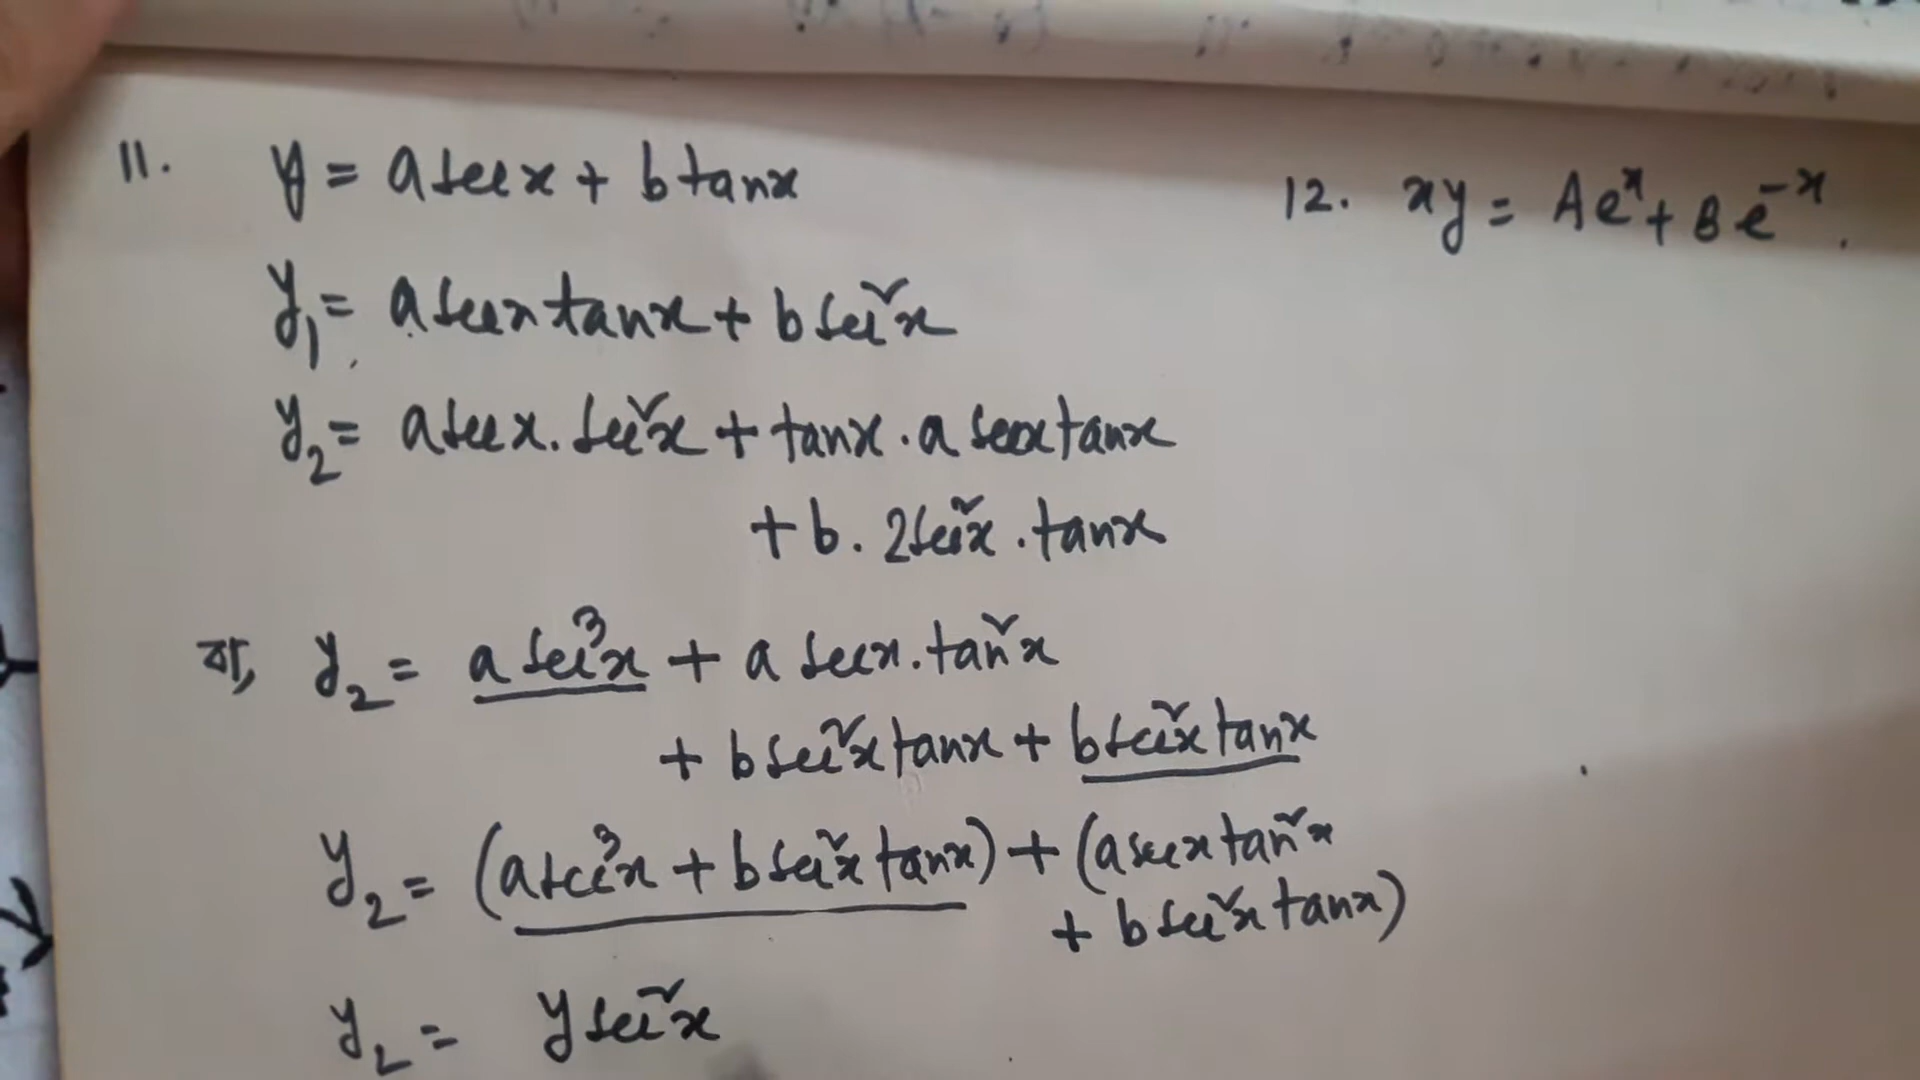 11. y = a secx + b tanx
y₁ = a secx tanx + b sec²x
y₂ = a secx . sec²x + tanx . a secx tanx
+ b . 2sec²x . tanx
বা, y₂ = a sec³x + a secx . tan²x
+ b sec²x tanx + b sec²x tanx
y₂ = (a sec³x + b sec²x tanx) + (a secx tan²x
+ b sec²x tanx)
y₂ = y sec²x
12. xy = Aeˣ + Be⁻ˣ .